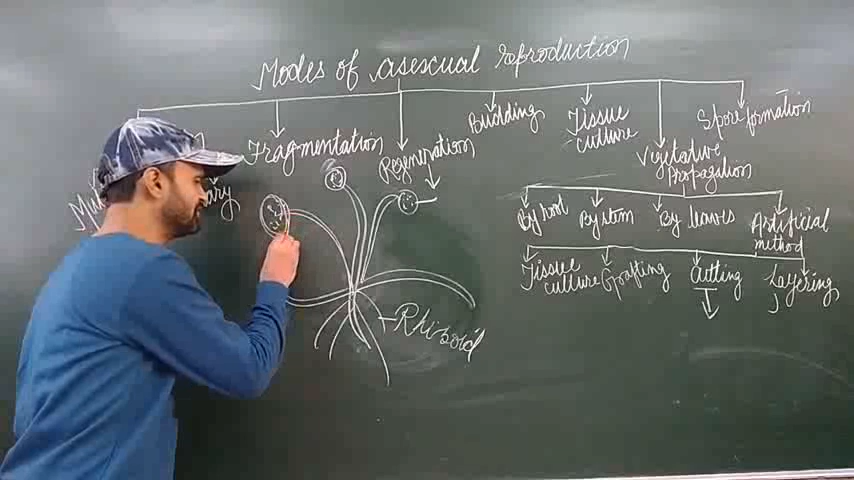 Modes of asexual reproduction
Fragmentation
Regeneration
Budding
Tissue
culture
Vegetative
Propagation
Spore formation
By root
By stem
By leaves
Artificial
method
Tissue
culture
Grafting
Cutting
Layering
Rhizoid